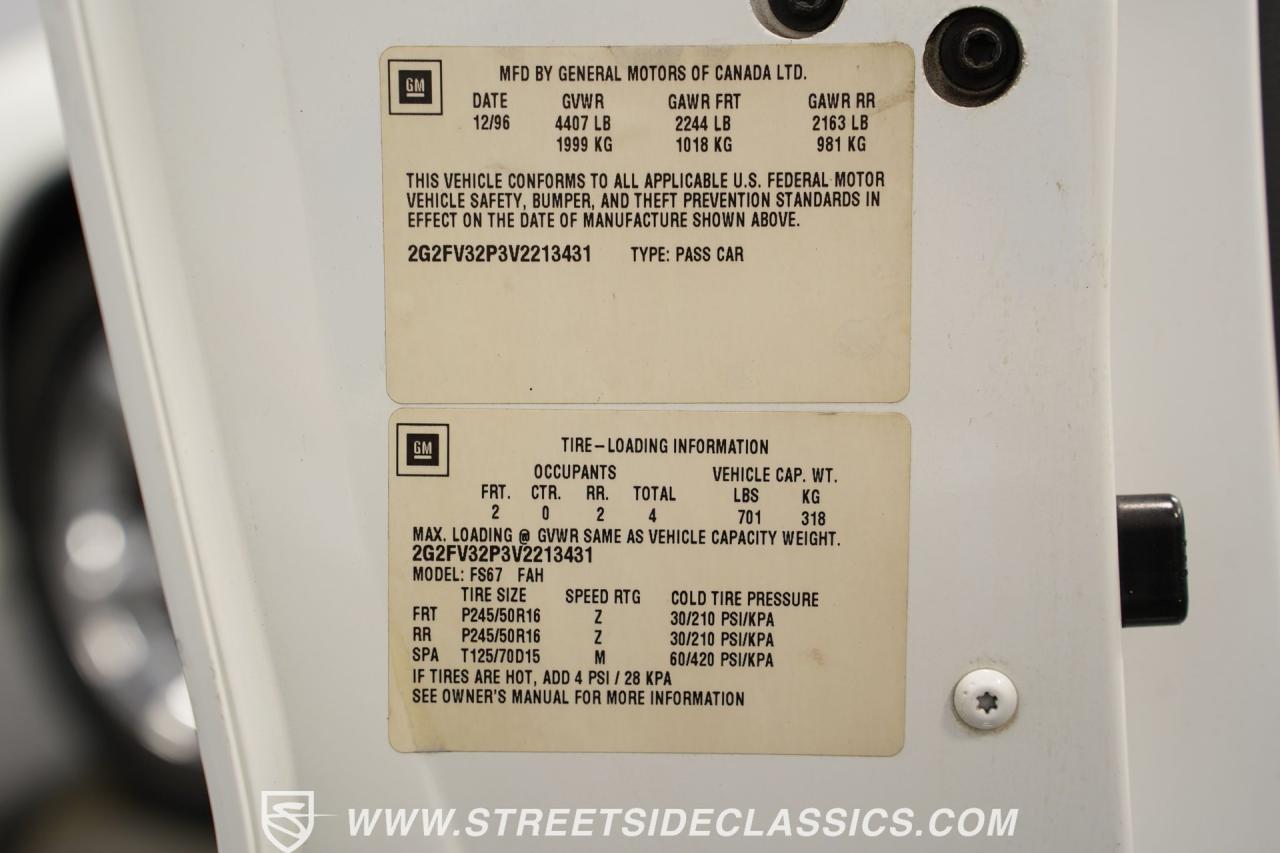 GM
MFD BY GENERAL MOTORS OF CANADA LTD.
DATE GVWR GAWR FRT GAWR RR
12/96 4407 LB 2244 LB 2163 LB
1999 KG 1018 KG 981 KG
THIS VEHICLE CONFORMS TO ALL APPLICABLE U.S. FEDERAL MOTOR
VEHICLE SAFETY, BUMPER, AND THEFT PREVENTION STANDARDS IN
EFFECT ON THE DATE OF MANUFACTURE SHOWN ABOVE.
2G2FV32P3V2213431 TYPE: PASS CAR
GM
TIRE–LOADING INFORMATION
OCCUPANTS VEHICLE CAP. WT.
FRT. CTR. RR. TOTAL LBS KG
2 0 2 4 701 318
MAX. LOADING @ GVWR SAME AS VEHICLE CAPACITY WEIGHT.
2G2FV32P3V2213431
MODEL: FS67 FAH
TIRE SIZE SPEED RTG COLD TIRE PRESSURE
FRT P245/50R16 Z 30/210 PSI/KPA
RR P245/50R16 Z 30/210 PSI/KPA
SPA T125/70D15 M 60/420 PSI/KPA
IF TIRES ARE HOT, ADD 4 PSI / 28 KPA
SEE OWNER'S MANUAL FOR MORE INFORMATION
WWW.STREETSIDECLASSICS.COM